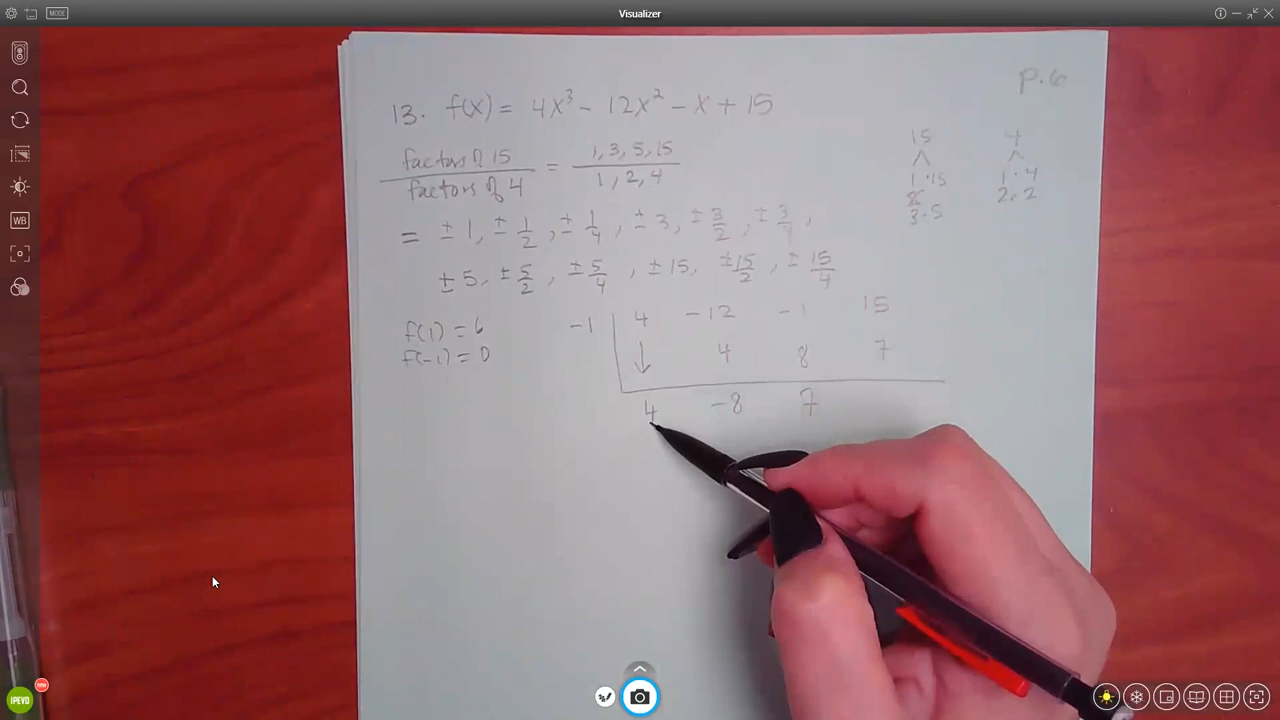 MODE
Visualizer
p.6
13. f(x) = 4x³ - 12x² - x + 15
factors of 15
factors of 4
= 1, 3, 5, 15
1, 2, 4
15
1 · 15
3 · 5
4
1 · 4
2 · 2
= ± 1, ± 1/2, ± 1/4, ± 3, ± 3/2, ± 3/4,
± 5, ± 5/2, ± 5/4, ± 15, ± 15/2, ± 15/4
f(1) = 6
f(-1) = 0
-1 | 4 -12 -1 15
↓ 4 8 7
4 -8 7
IPEVO
new